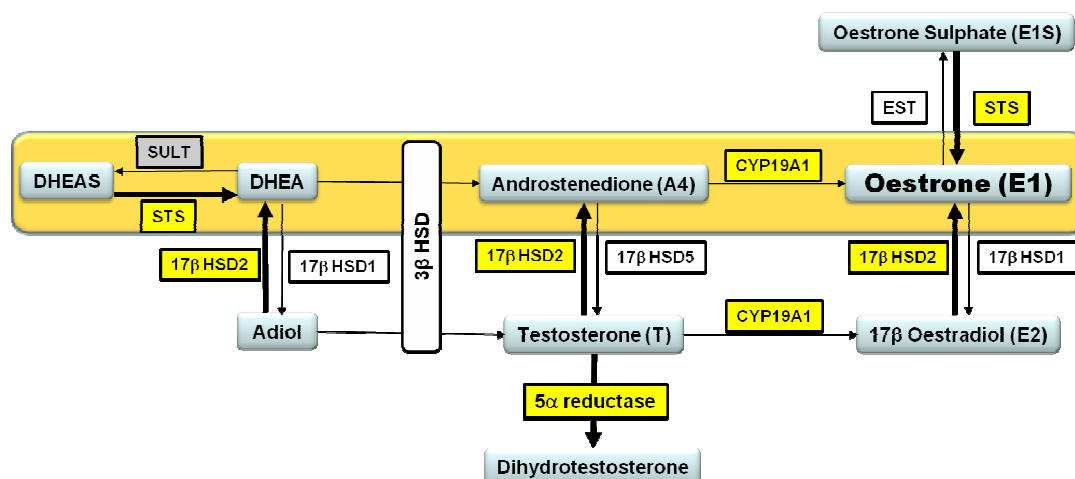 Oestrone Sulphate (E1S)
EST
STS
SULT
CYP19A1
DHEAS
DHEA
Androstenedione (A4)
Oestrone (E1)
STS
3β HSD
17β HSD2
17β HSD1
17β HSD2
17β HSD5
17β HSD2
17β HSD1
CYP19A1
Adiol
Testosterone (T)
17β Oestradiol (E2)
5α reductase
Dihydrotestosterone